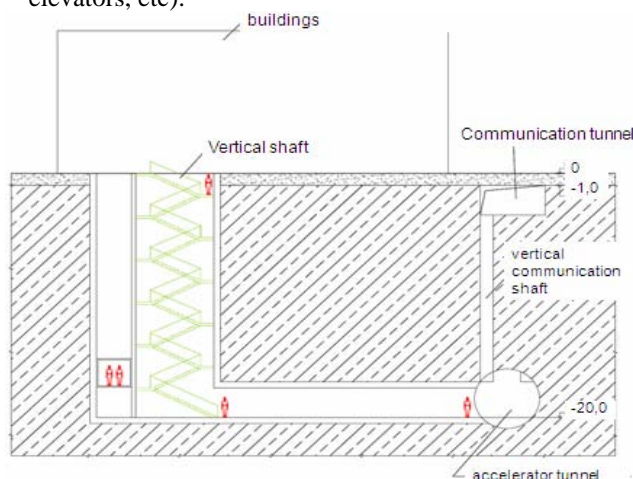 elevators, etc).
buildings
Vertical shaft
Communication tunnel
0
-1,0
vertical
communication
shaft
-20,0
accelerator tunnel